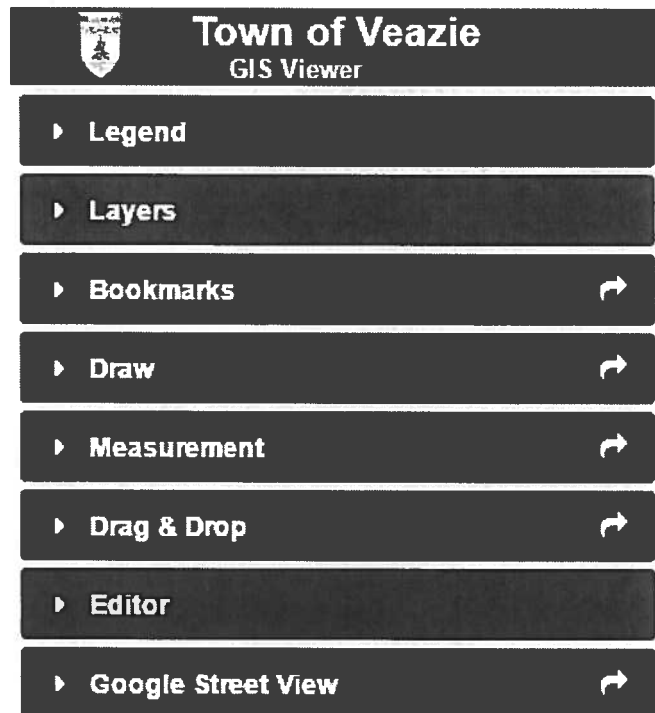 Town of Veazie
GIS Viewer
Legend
Layers
Bookmarks
Draw
Measurement
Drag & Drop
Editor
Google Street View